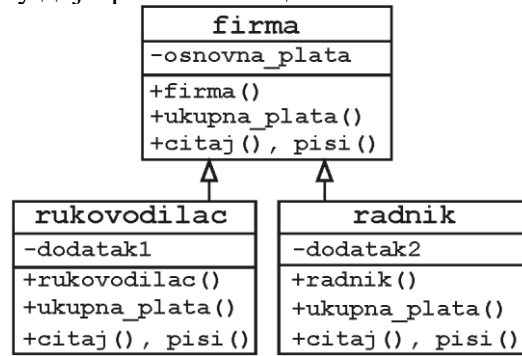 firma
-osnovna_plata
+firma()
+ukupna_plata()
+citaj(), pisi()
rukovodilac
-dodatak1
+rukovodilac()
+ukupna_plata()
+citaj(), pisi()
radnik
-dodatak2
+radnik()
+ukupna_plata()
+citaj(), pisi()